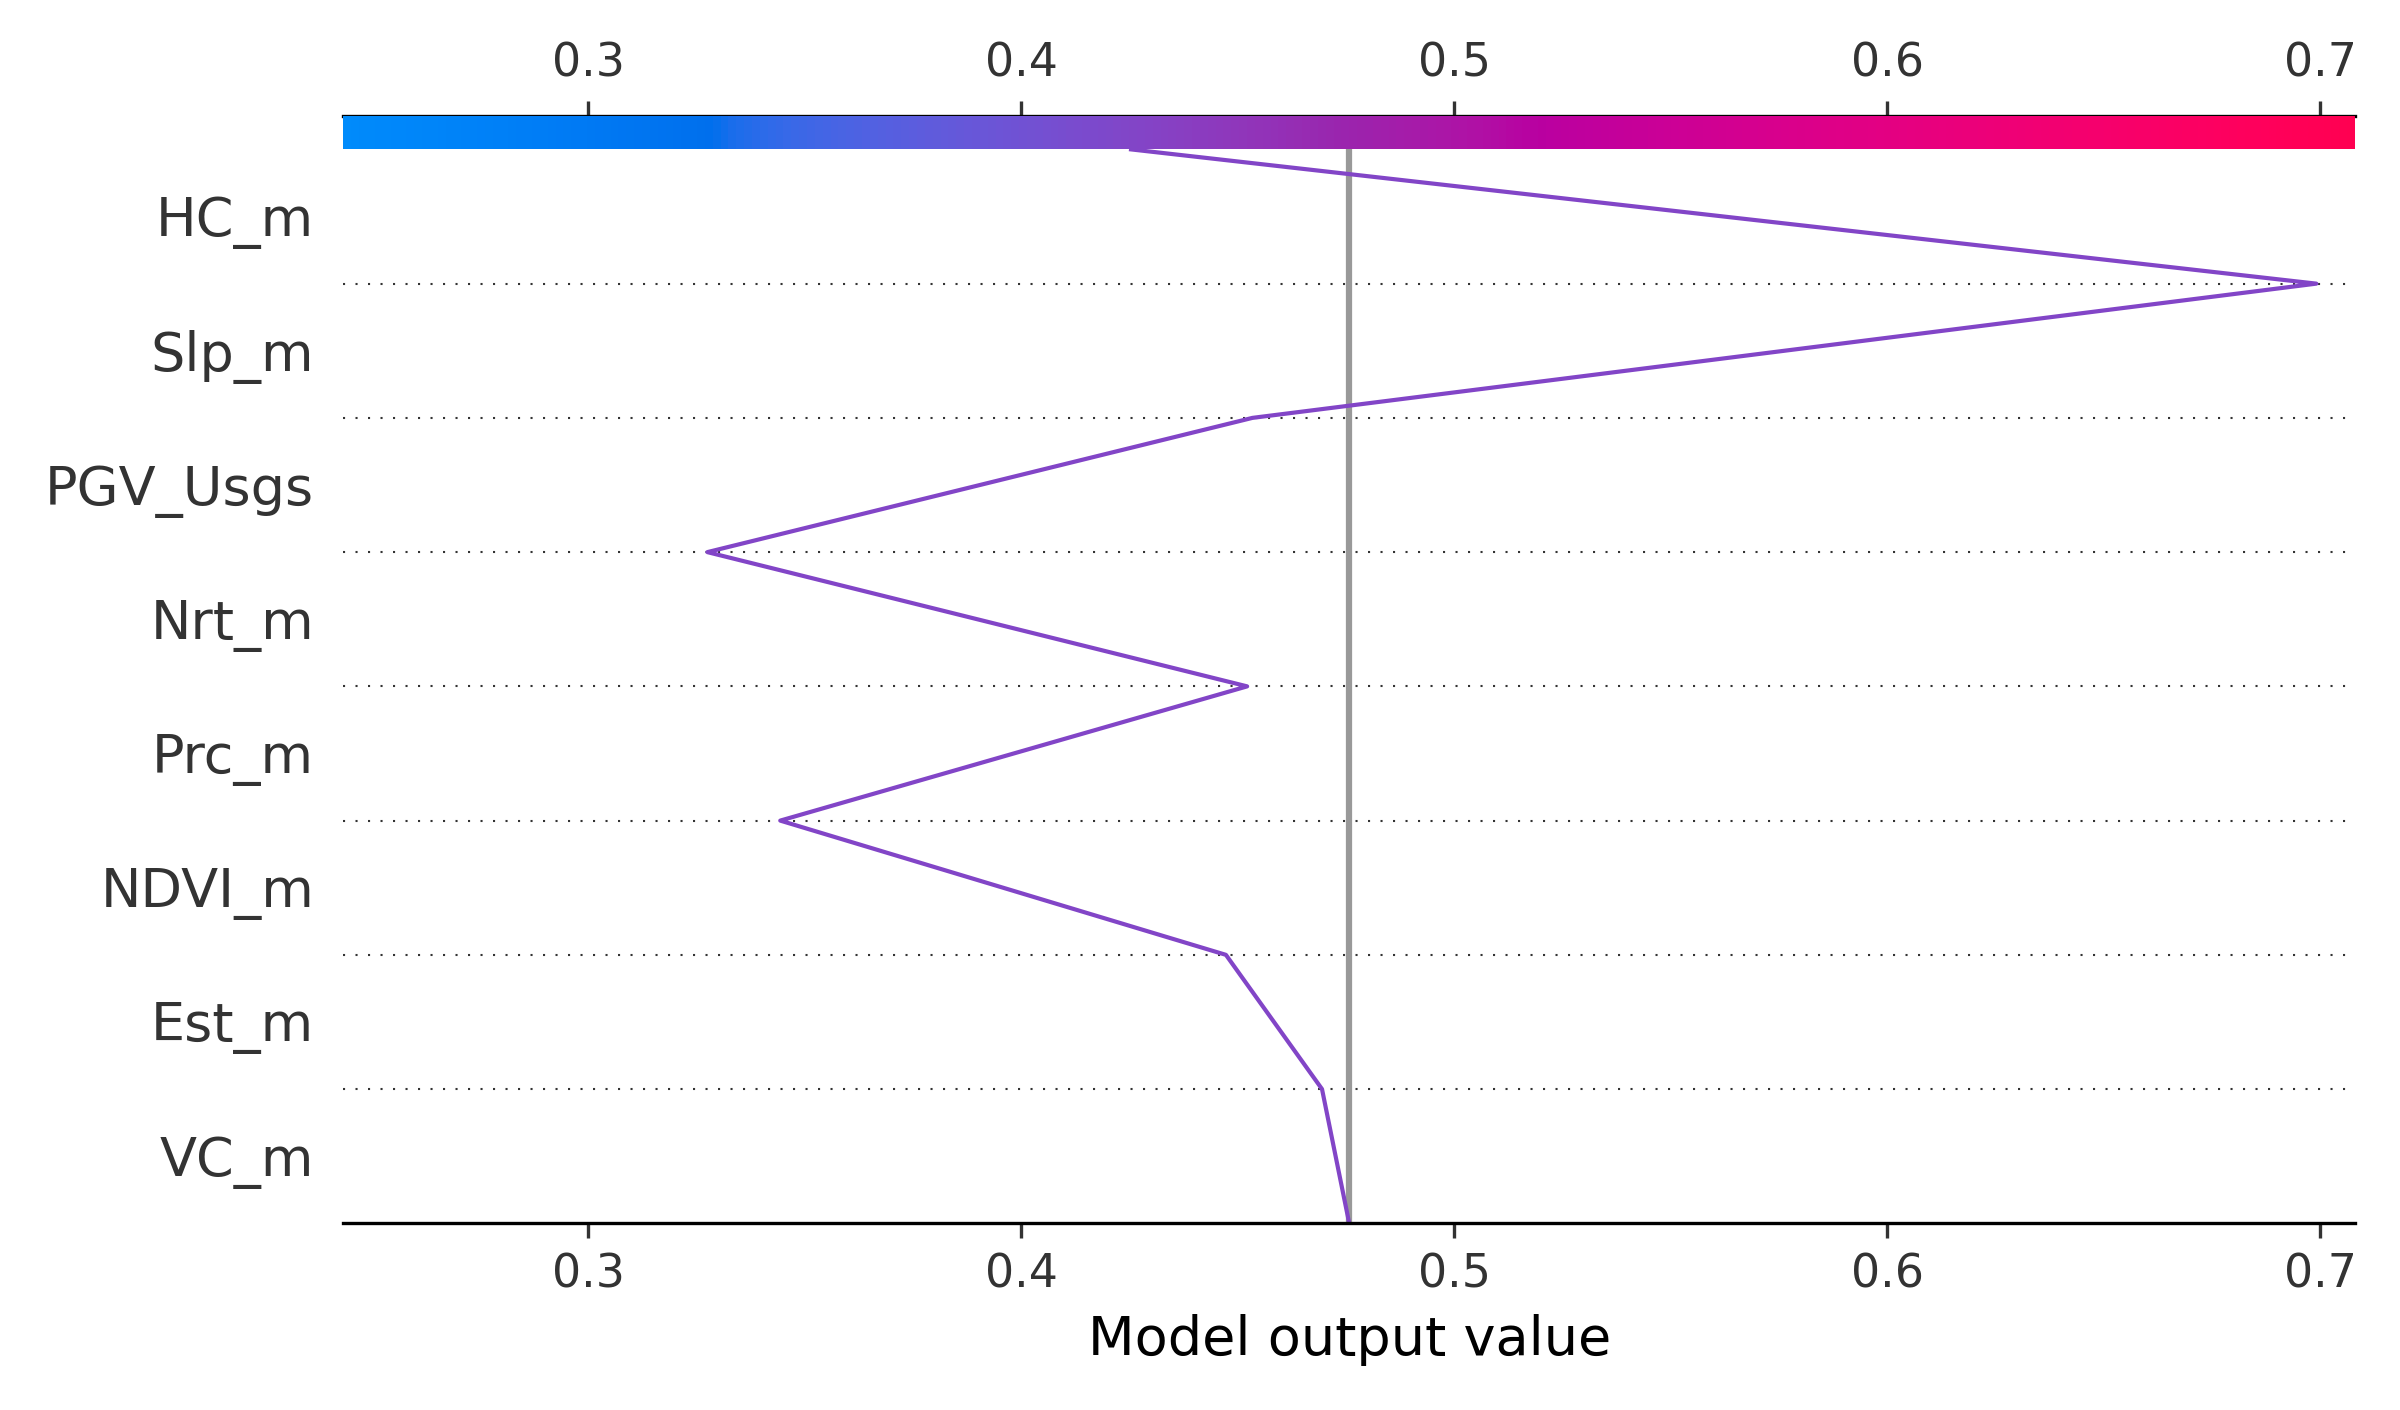 0.3 0.4 0.5 0.6 0.7
HC_m
Slp_m
PGV_Usgs
Nrt_m
Prc_m
NDVI_m
Est_m
VC_m
0.3 0.4 0.5 0.6 0.7
Model output value